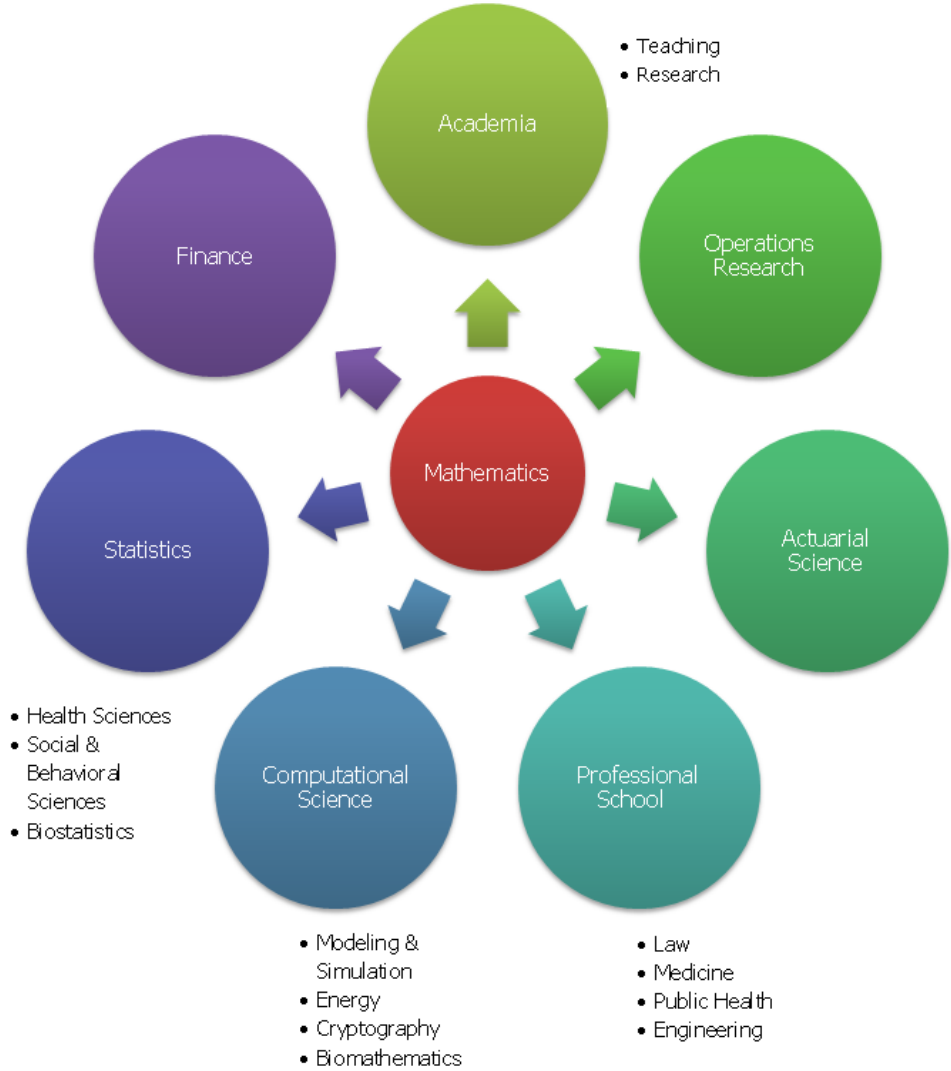 • Teaching
• Research
Academia
Operations
Research
Finance
Mathematics
Actuarial
Science
Statistics
• Health Sciences
• Social &
Behavioral
Sciences
• Biostatistics
Computational
Science
Professional
School
• Modeling &
Simulation
• Energy
• Cryptography
• Biomathematics
• Law
• Medicine
• Public Health
• Engineering